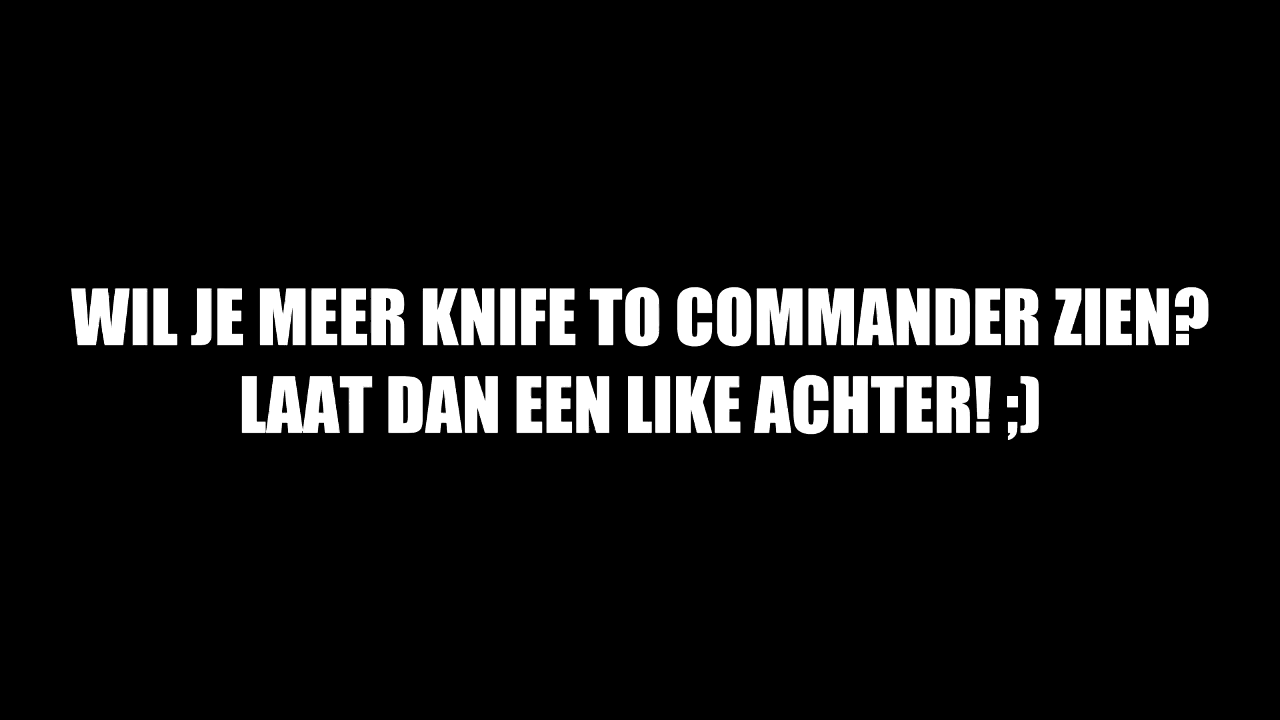 WIL JE MEER KNIFE TO COMMANDER ZIEN?
LAAT DAN EEN LIKE ACHTER! ;)